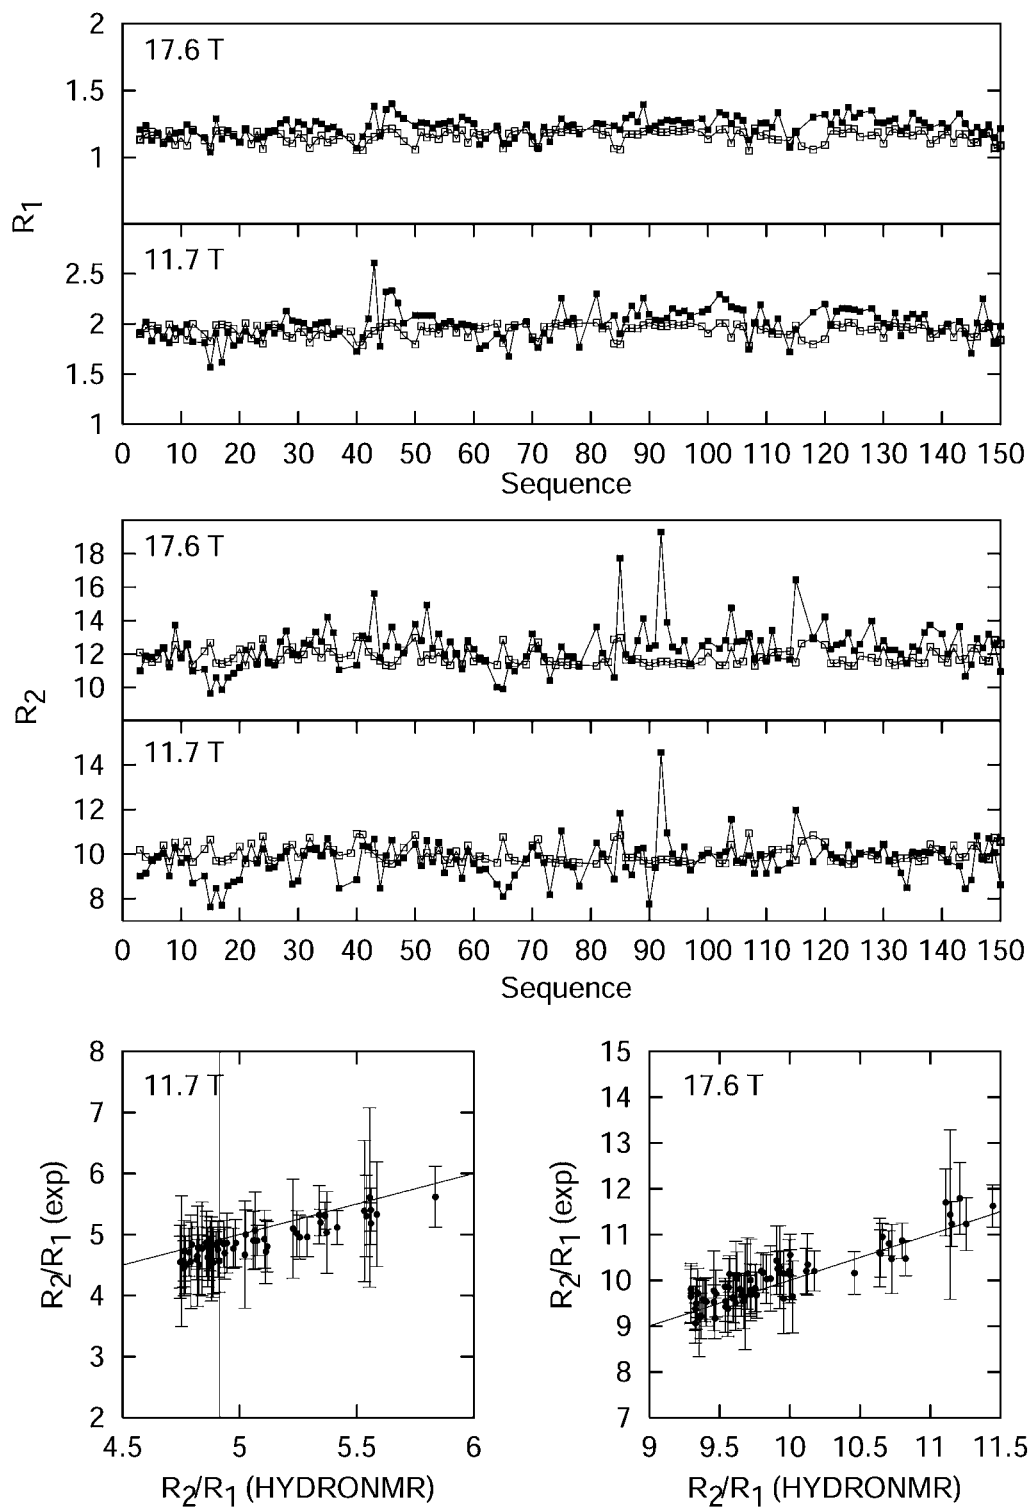 2
17.6 T
1.5
1
R1
11.7 T
2.5
2
1.5
1
0 10 20 30 40 50 60 70 80 90 100 110 120 130 140 150
Sequence
17.6 T
18
16
14
12
10
R2
11.7 T
14
12
10
8
0 10 20 30 40 50 60 70 80 90 100 110 120 130 140 150
Sequence
8
11.7 T
7
6
5
4
3
2
R2/R1 (exp)
4.5 5 5.5 6
R2/R1 (HYDRONMR)
15
17.6 T
14
13
12
11
10
9
8
7
R2/R1 (exp)
9 9.5 10 10.5 11 11.5
R2/R1 (HYDRONMR)